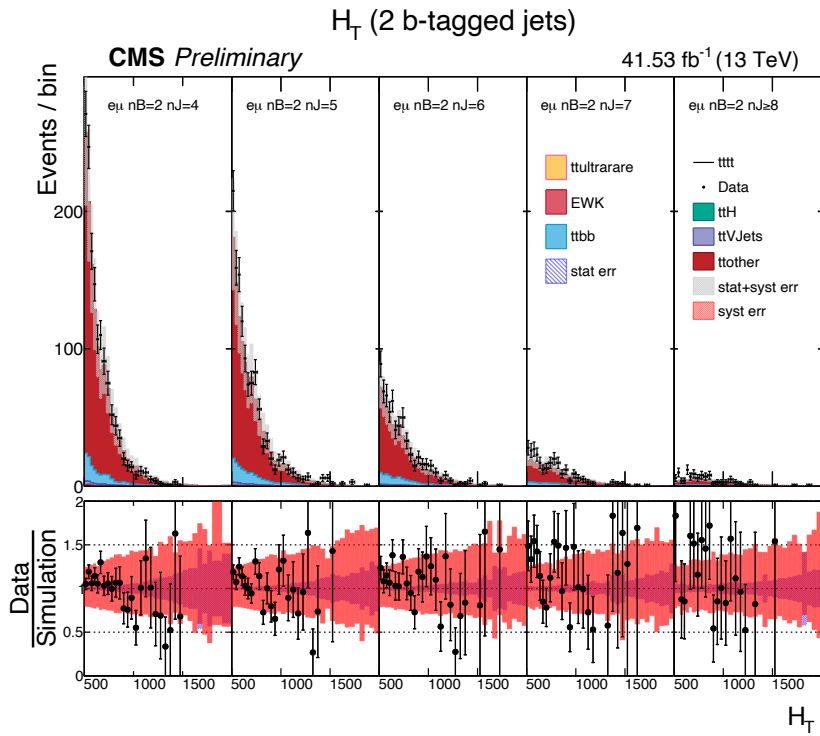 H_T (2 b-tagged jets)
CMS Preliminary
41.53 fb⁻¹ (13 TeV)
Events / bin
eμ nB=2 nJ=4
eμ nB=2 nJ=5
eμ nB=2 nJ=6
eμ nB=2 nJ=7
eμ nB=2 nJ≥8
ttultrarare
EWK
ttbb
stat err
tttt
Data
ttH
ttVJets
ttother
stat+syst err
syst err
200
100
0
Data
Simulation
2
1.5
1
0.5
0
500 1000 1500 500 1000 1500 500 1000 1500 500 1000 1500 500 1000 1500
H_T